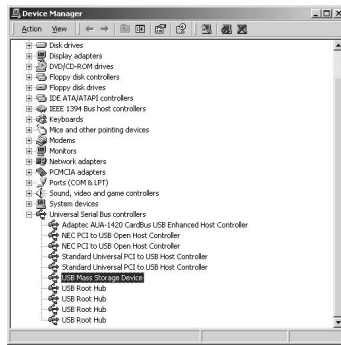 Device Manager
Action View
Disk drives
Display adapters
DVD/CD-ROM drives
Floppy disk controllers
Floppy disk drives
IDE ATA/ATAPI controllers
IEEE 1394 Bus host controllers
Keyboards
Mice and other pointing devices
Modems
Monitors
Network adapters
PCMCIA adapters
Ports (COM & LPT)
Sound, video and game controllers
System devices
Universal Serial Bus controllers
Adaptec AUA-1420 CardBus USB Enhanced Host Controller
NEC PCI to USB Open Host Controller
NEC PCI to USB Open Host Controller
Standard Universal PCI to USB Host Controller
Standard Universal PCI to USB Host Controller
USB Mass Storage Device
USB Root Hub
USB Root Hub
USB Root Hub
USB Root Hub